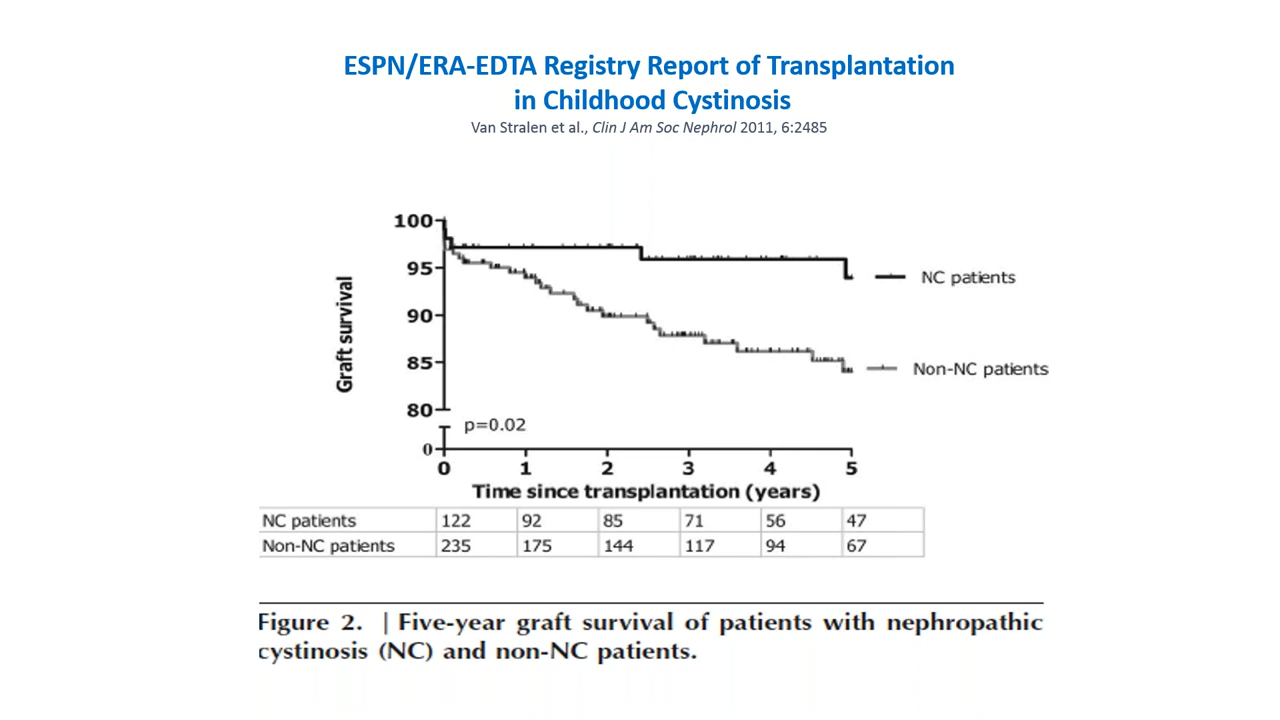 ESPN/ERA-EDTA Registry Report of Transplantation
in Childhood Cystinosis
Van Stralen et al., Clin J Am Soc Nephrol 2011, 6:2485
Graft survival
100
95
90
85
80
0
p=0.02
NC patients
Non-NC patients
0 1 2 3 4 5
Time since transplantation (years)
NC patients 122 92 85 71 56 47
Non-NC patients 235 175 144 117 94 67
Figure 2. | Five-year graft survival of patients with nephropathic
cystinosis (NC) and non-NC patients.